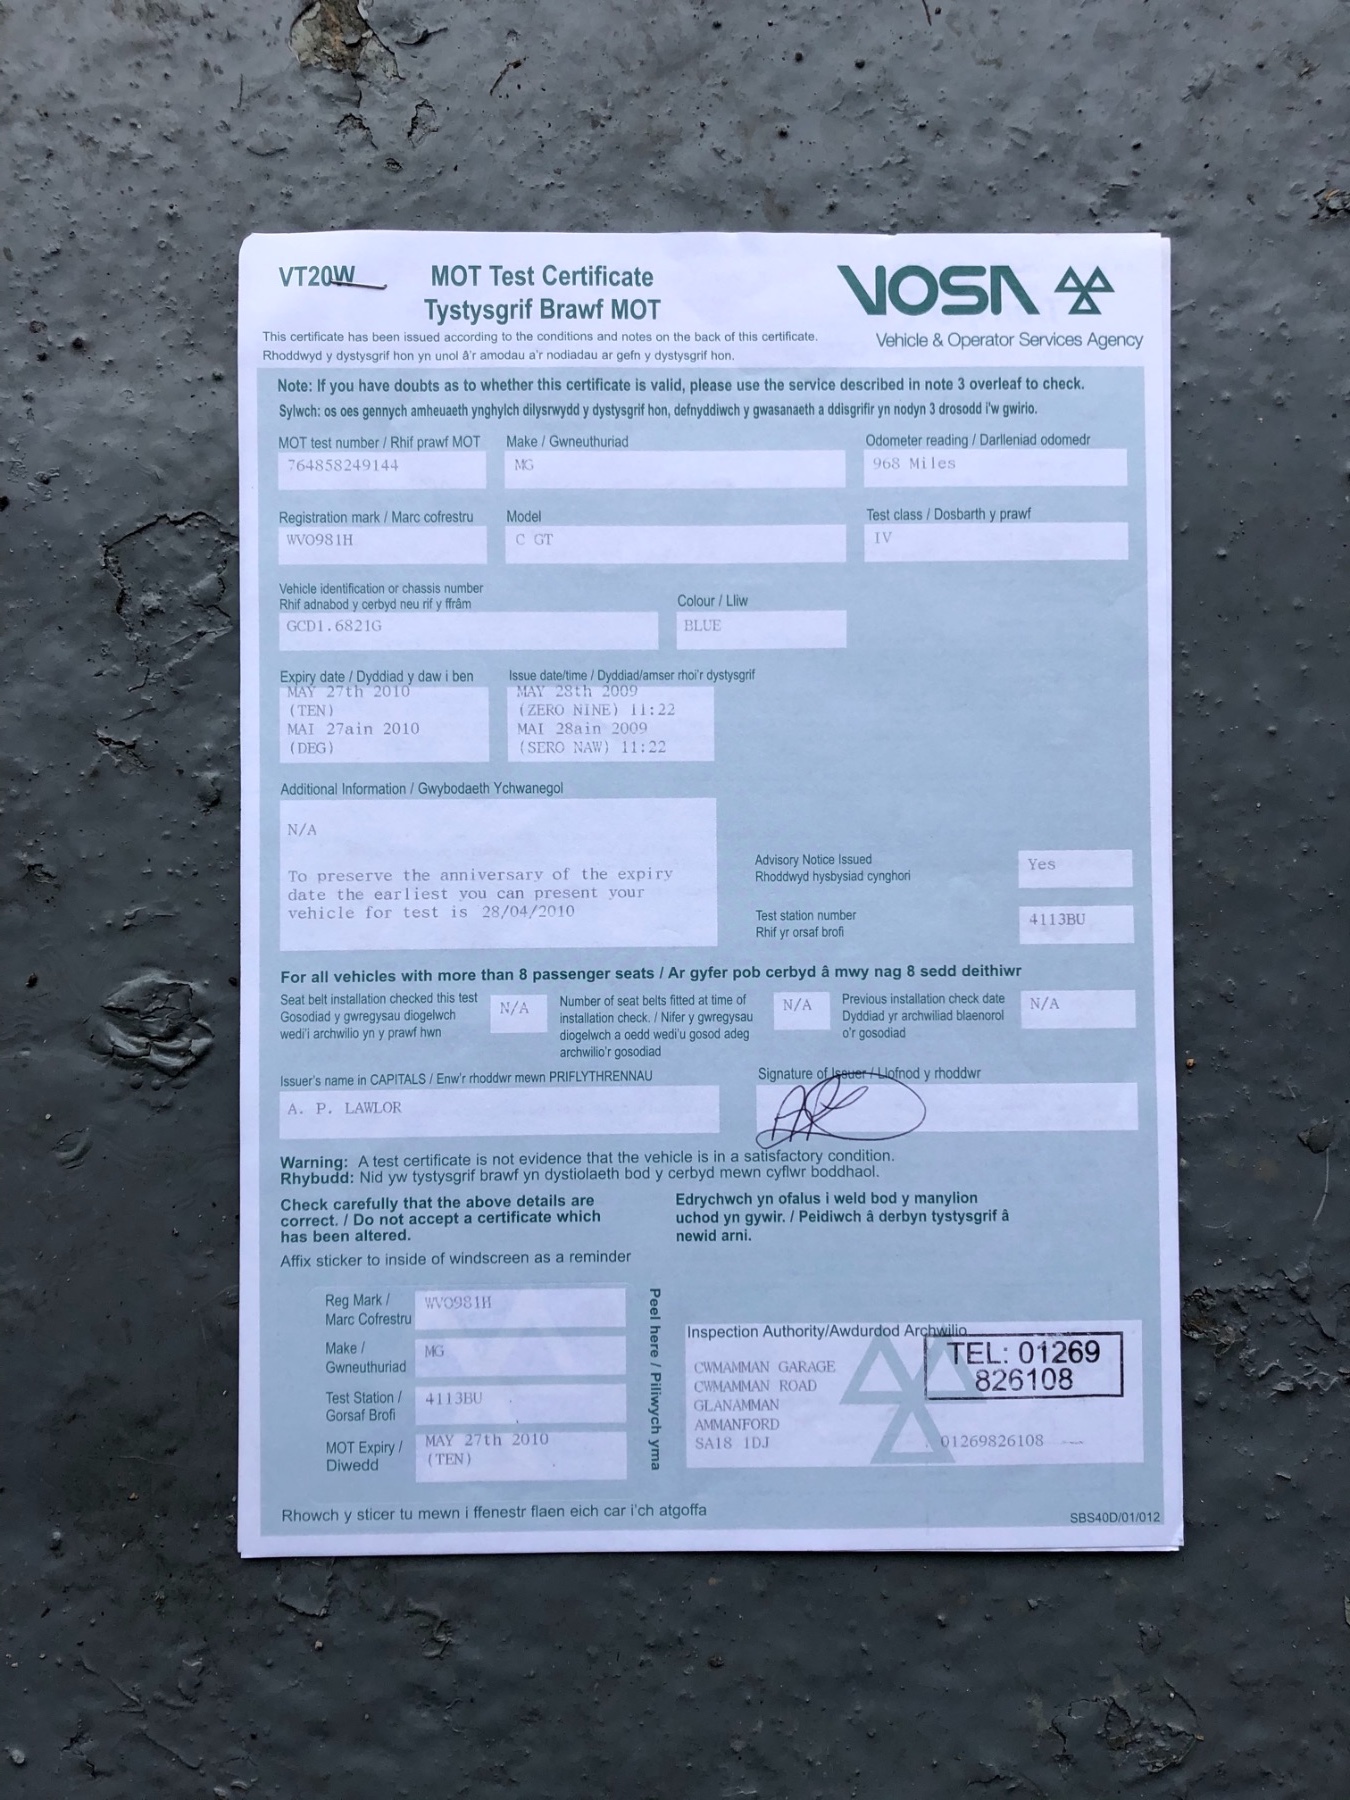 VT20W
MOT Test Certificate
Tystysgrif Brawf MOT
VOSA
Vehicle & Operator Services Agency
This certificate has been issued according to the conditions and notes on the back of this certificate.
Rhoddwyd y dystysgrif hon yn unol â'r amodau a'r nodiadau ar gefn y dystysgrif hon.
Note: If you have doubts as to whether this certificate is valid, please use the service described in note 3 overleaf to check.
Sylwch: os oes gennych amheuaeth ynghylch dilysrwydd y dystysgrif hon, defnyddiwch y gwasanaeth a ddisgrifir yn nodyn 3 drosodd i'w gwirio.
MOT test number / Rhif prawf MOT
764858249144
Make / Gwneuthuriad
MG
Odometer reading / Darlleniad odomedr
968 Miles
Registration mark / Marc cofrestru
WVO981H
Model
C GT
Test class / Dosbarth y prawf
IV
Vehicle identification or chassis number
Rhif adnabod y cerbyd neu rif y ffrâm
GCD1.6821G
Colour / Lliw
BLUE
Expiry date / Dyddiad y daw i ben
MAY 27th 2010
(TEN)
MAI 27ain 2010
(DEG)
Issue date/time / Dyddiad/amser rhoi'r dystysgrif
MAY 28th 2009
(ZERO NINE) 11:22
MAI 28ain 2009
(SERO NAW) 11:22
Additional Information / Gwybodaeth Ychwanegol
N/A
To preserve the anniversary of the expiry
date the earliest you can present your
vehicle for test is 28/04/2010
Advisory Notice Issued
Rhoddwyd hysbysiad cynghori
Yes
Test station number
Rhif yr orsaf brofi
4113BU
For all vehicles with more than 8 passenger seats / Ar gyfer pob cerbyd â mwy nag 8 sedd deithiwr
Seat belt installation checked this test
Gosodiad y gwregysau diogelwch
wedi'i archwilio yn y prawf hwn
N/A
Number of seat belts fitted at time of
installation check. / Nifer y gwregysau
diogelwch a oedd wedi'u gosod adeg
archwilio'r gosodiad
N/A
Previous installation check date
Dyddiad yr archwiliad blaenorol
o'r gosodiad
N/A
Issuer's name in CAPITALS / Enw'r rhoddwr mewn PRIFLYTHRENNAU
A. P. LAWLOR
Signature of Issuer / Llofnod y rhoddwr
Warning: A test certificate is not evidence that the vehicle is in a satisfactory condition.
Rhybudd: Nid yw tystysgrif brawf yn dystiolaeth bod y cerbyd mewn cyflwr boddhaol.
Check carefully that the above details are
correct. / Do not accept a certificate which
has been altered.
Edrychwch yn ofalus i weld bod y manylion
uchod yn gywir. / Peidiwch â derbyn tystysgrif â
newid arni.
Affix sticker to inside of windscreen as a reminder
Reg Mark /
Marc Cofrestru
WVO981H
Make /
Gwneuthuriad
MG
Test Station /
Gorsaf Brofi
4113BU
MOT Expiry /
Diwedd
MAY 27th 2010
(TEN)
Peel here / Piliwych yma
Inspection Authority/Awdurdod Archwilio
CWMAMMAN GARAGE
CWMAMMAN ROAD
GLANAMMAN
AMMANFORD
SA18 1DJ
TEL: 01269
826108
01269826108
Rhowch y sticer tu mewn i ffenestr flaen eich car i'ch atgoffa
SBS40D/01/012